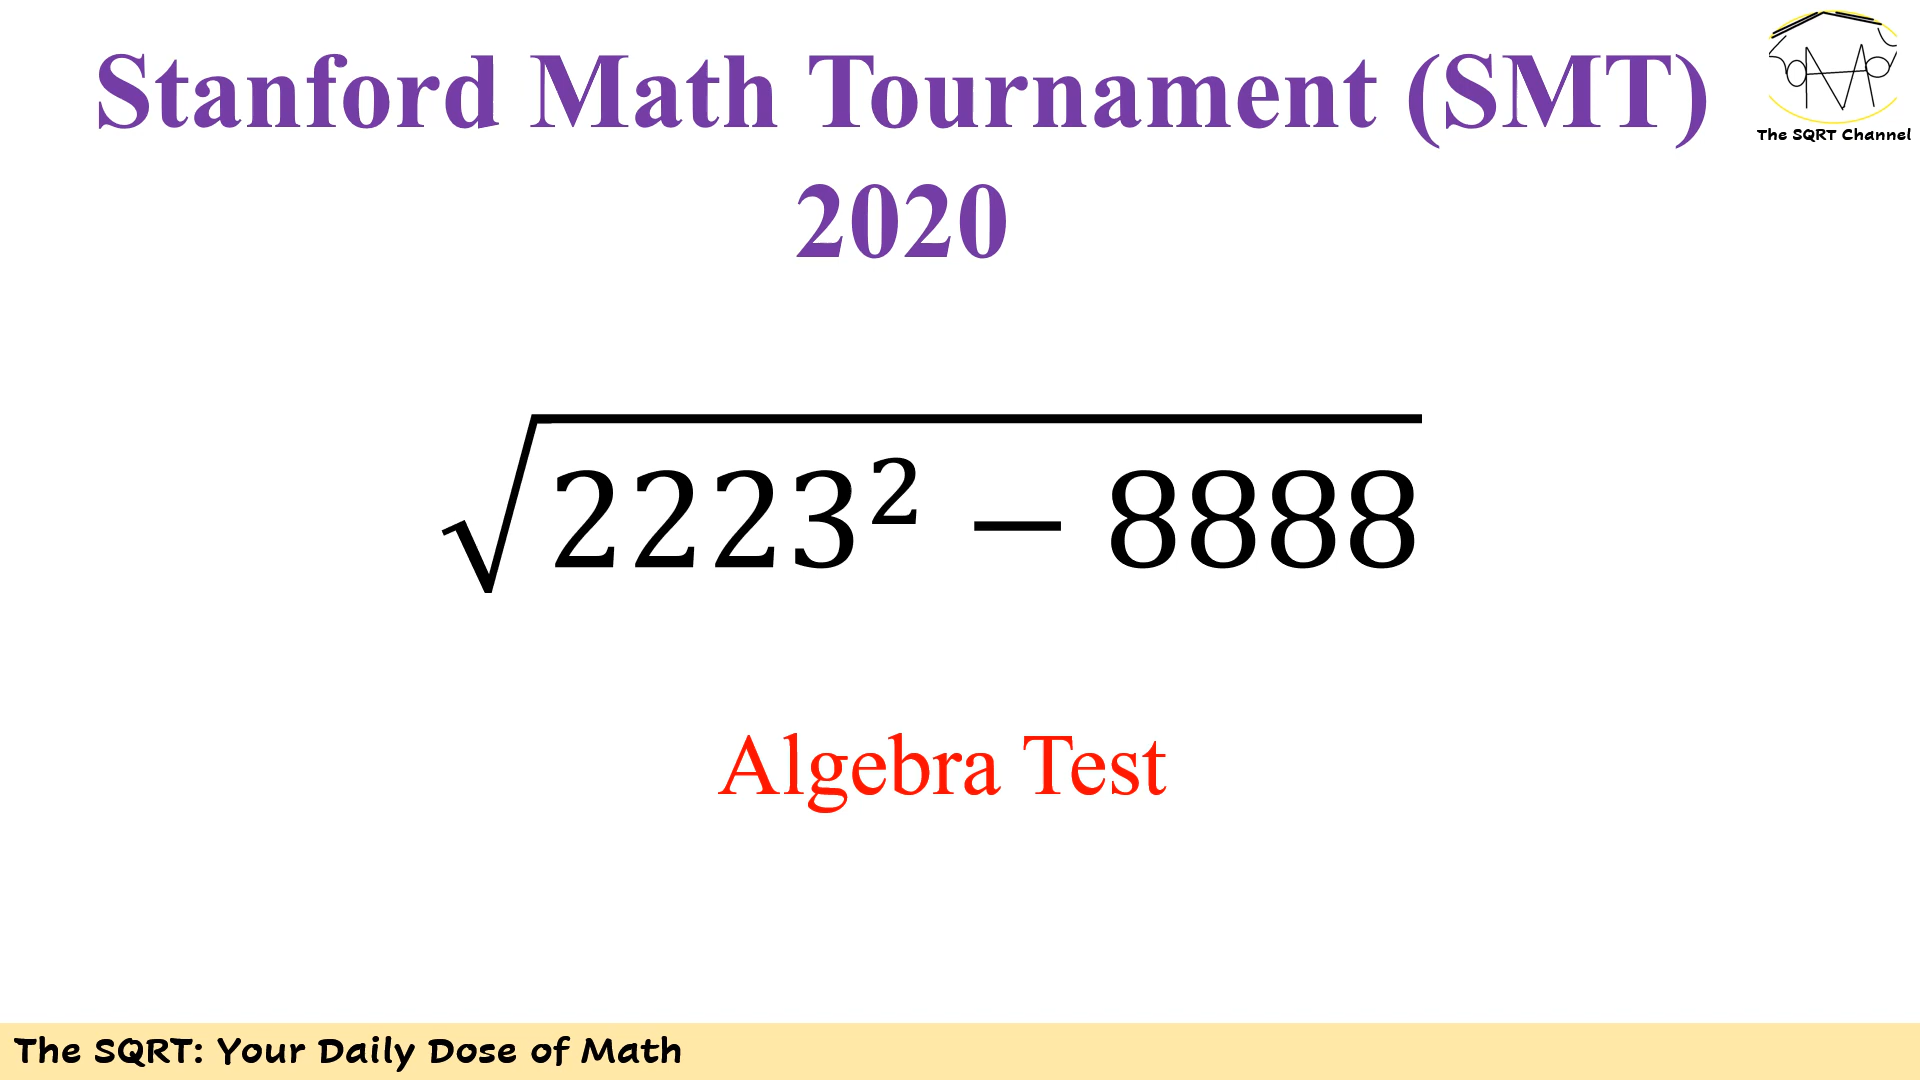 Stanford Math Tournament (SMT)
2020
The SQRT Channel
√2223² − 8888
Algebra Test
The SQRT: Your Daily Dose of Math